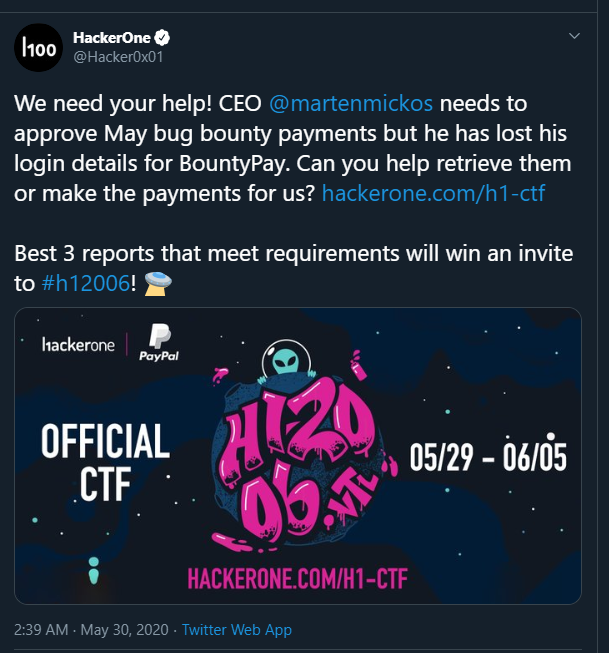 HackerOne
@Hacker0x01
We need your help! CEO @martenmickos needs to
approve May bug bounty payments but he has lost his
login details for BountyPay. Can you help retrieve them
or make the payments for us? hackerone.com/h1-ctf
Best 3 reports that meet requirements will win an invite
to #h12006!
hackerone
PayPal
OFFICIAL
CTF
H1-20
06.VTL
05/29 - 06/05
HACKERONE.COM/H1-CTF
2:39 AM · May 30, 2020 · Twitter Web App